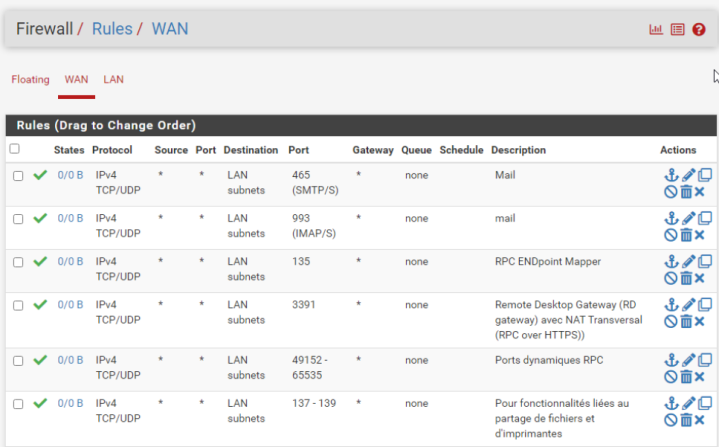 Firewall / Rules / WAN
Floating WAN LAN
Rules (Drag to Change Order)
States Protocol Source Port Destination Port Gateway Queue Schedule Description Actions
0/0 B IPv4 * * LAN 465 * none Mail
TCP/UDP subnets (SMTP/S)
0/0 B IPv4 * * LAN 993 * none mail
TCP/UDP subnets (IMAP/S)
0/0 B IPv4 * * LAN 135 * none RPC ENDpoint Mapper
TCP/UDP subnets
0/0 B IPv4 * * LAN 3391 * none Remote Desktop Gateway (RD
TCP/UDP subnets gateway) avec NAT Transversal
(RPC over HTTPS))
0/0 B IPv4 * * LAN 49152 - * none Ports dynamiques RPC
TCP/UDP subnets 65535
0/0 B IPv4 * * LAN 137 - 139 * none Pour fonctionnalités liées au
TCP/UDP subnets partage de fichiers et
d'imprimantes